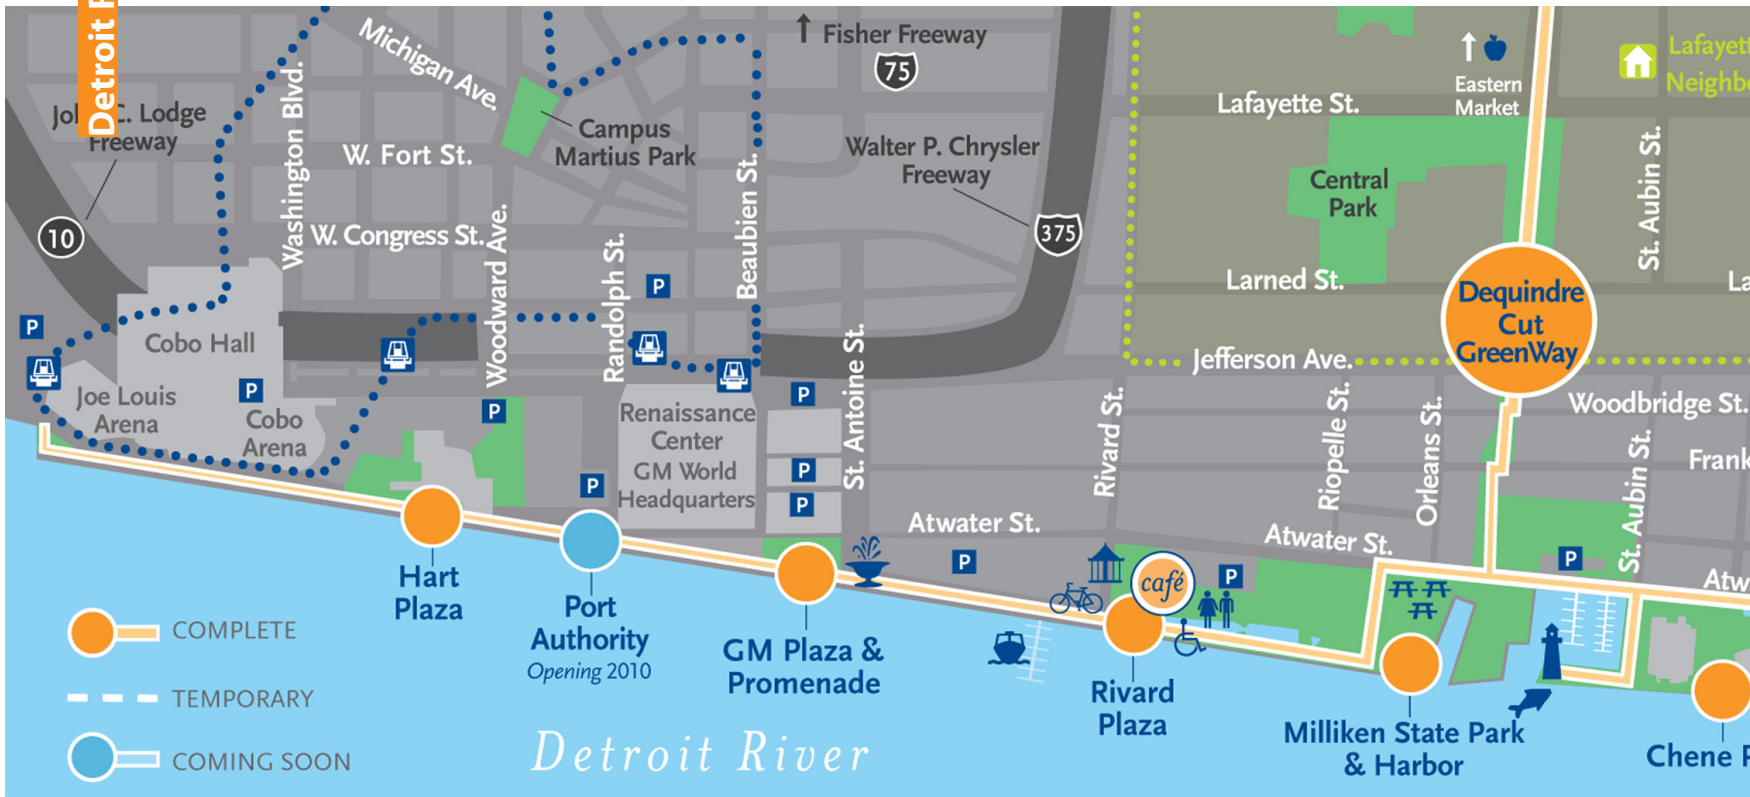 Detroit
Michigan Ave.
Fisher Freeway
75
Eastern
Market
Lafayette St.
Washington Blvd.
Freeway
Lodge
10
W. Fort St.
Campus
Martius Park
Walter P. Chrysler
Freeway
375
Central
Park
St. Aubin St.
W. Congress St.
Woodward Ave.
Randolph St.
Beaubien St.
Larned St.
Dequindre
Cut
GreenWay
P
P
Cobo Hall
Jefferson Ave.
St. Antoine St.
Joe Louis
Arena
P
Cobo
Arena
P
Renaissance
Center
GM World
Headquarters
P
P
P
P
Rivard St.
Riopelle St.
Orleans St.
Woodbridge St.
St. Aubin St.
Atwater St.
Atwater St.
P
café
P
P
Hart
Plaza
Port
Authority
Opening 2010
GM Plaza &
Promenade
Rivard
Plaza
Milliken State Park
& Harbor
Chene
COMPLETE
TEMPORARY
COMING SOON
Detroit River